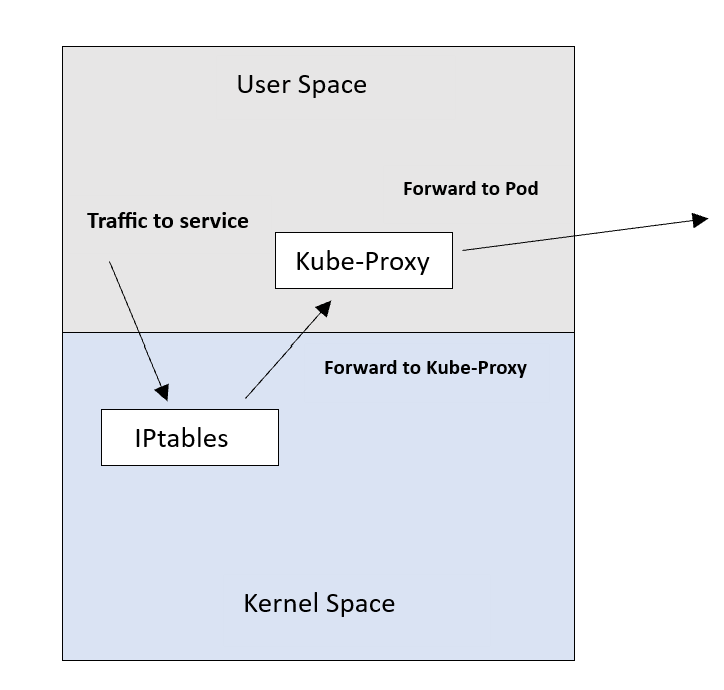 User Space
Forward to Pod
Traffic to service
Kube-Proxy
Forward to Kube-Proxy
IPtables
Kernel Space